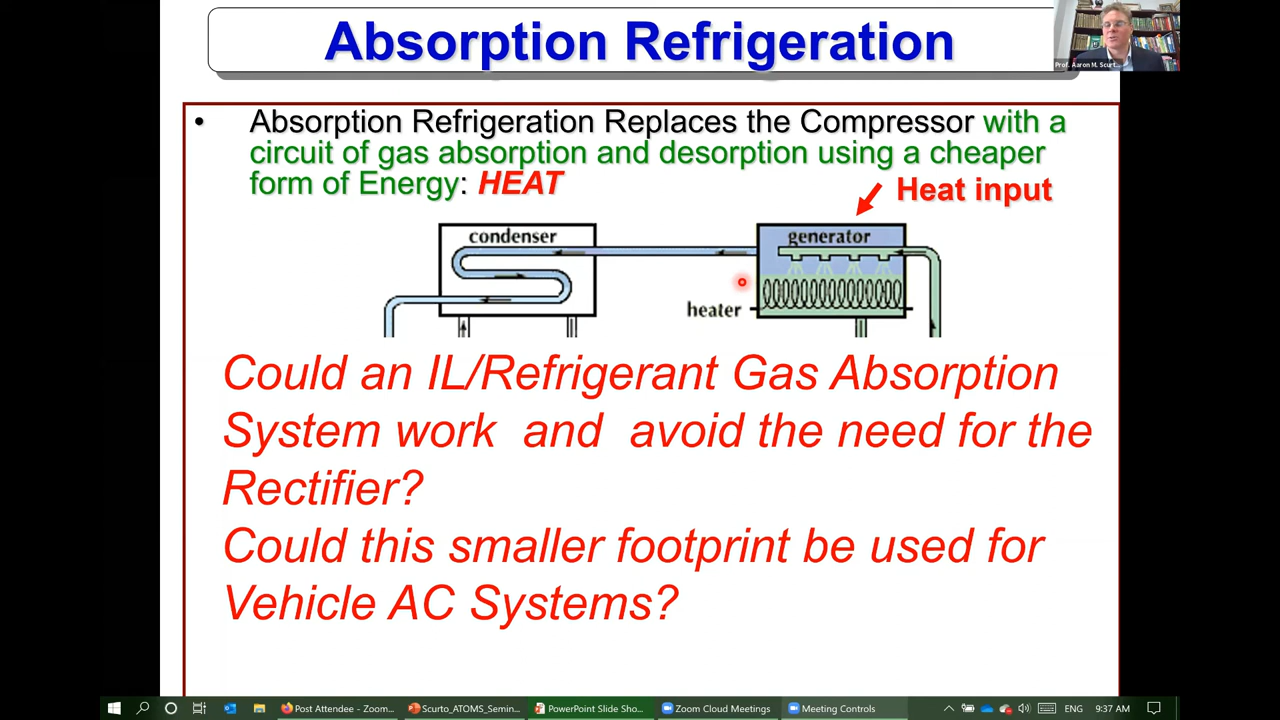 Absorption Refrigeration
Prof. Aaron M. Scurt...
• Absorption Refrigeration Replaces the Compressor with a
circuit of gas absorption and desorption using a cheaper
form of Energy: HEAT
Heat input
condenser
generator
heater
Could an IL/Refrigerant Gas Absorption
System work and avoid the need for the
Rectifier?
Could this smaller footprint be used for
Vehicle AC Systems?
Post Attendee - Zoom...
Scurto_ATOMS_Semin...
PowerPoint Slide Sho...
Zoom Cloud Meetings
Meeting Controls
ENG
9:37 AM